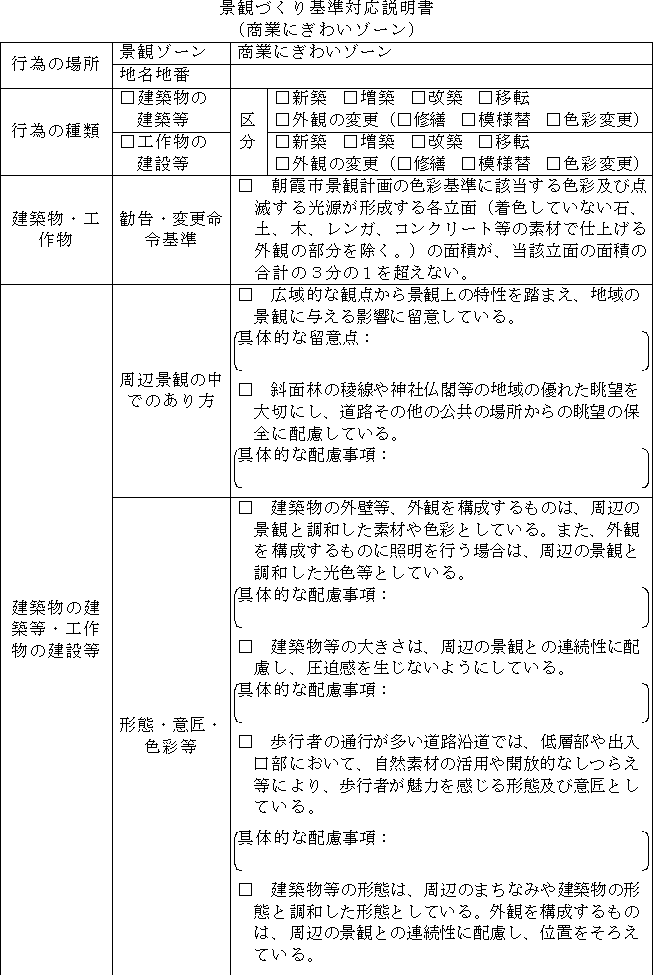 景観づくり基準対応説明書
（商業にぎわいゾーン）
行為の場所
景観ゾーン
商業にぎわいゾーン
地名地番
行為の種類
□建築物の
建築等
区
分
□新築　□増築　□改築　□移転
□外観の変更（□修繕　□模様替　□色彩変更）
□工作物の
建設等
□新築　□増築　□改築　□移転
□外観の変更（□修繕　□模様替　□色彩変更）
建築物・工
作物
勧告・変更命
令基準
□　朝霞市景観計画の色彩基準に該当する色彩及び点
滅する光源が形成する各立面（着色していない石、
土、木、レンガ、コンクリート等の素材で仕上げる
外観の部分を除く。）の面積が、当該立面の面積の
合計の３分の１を超えない。
建築物の建
築等・工作
物の建設等
周辺景観の中
でのあり方
□　広域的な観点から景観上の特性を踏まえ、地域の
景観に与える影響に留意している。
具体的な留意点：
□　斜面林の稜線や神社仏閣等の地域の優れた眺望を
大切にし、道路その他の公共の場所からの眺望の保
全に配慮している。
具体的な配慮事項：
形態・意匠・
色彩等
□　建築物の外壁等、外観を構成するものは、周辺の
景観と調和した素材や色彩としている。また、外観
を構成するものに照明を行う場合は、周辺の景観と
調和した光色等としている。
具体的な配慮事項：
□　建築物等の大きさは、周辺の景観との連続性に配
慮し、圧迫感を生じないようにしている。
具体的な配慮事項：
□　歩行者の通行が多い道路沿道では、低層部や出入
口部において、自然素材の活用や開放的なしつらえ
等により、歩行者が魅力を感じる形態及び意匠とし
ている。
具体的な配慮事項：
□　建築物等の形態は、周辺のまちなみや建築物の形
態と調和した形態としている。外観を構成するもの
は、周辺の景観との連続性に配慮し、位置をそろえ
ている。